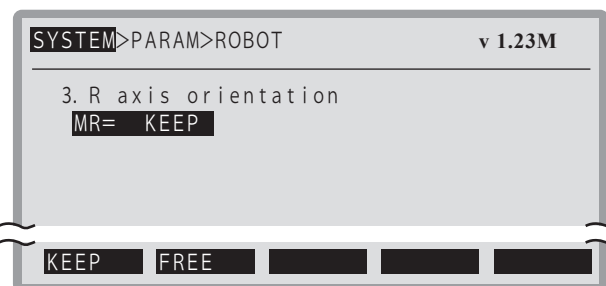 SYSTEM>PARAM>ROBOT v 1.23M
3. R axis orientation
MR= KEEP
KEEP FREE